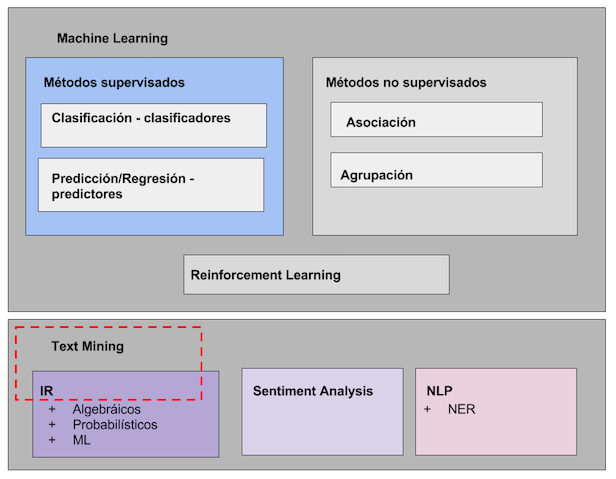 Machine Learning
Métodos supervisados
Clasificación - clasificadores
Predicción/Regresión -
predictores
Métodos no supervisados
Asociación
Agrupación
Reinforcement Learning
Text Mining
IR
+ Algebráicos
+ Probabilísticos
+ ML
Sentiment Analysis
NLP
+ NER